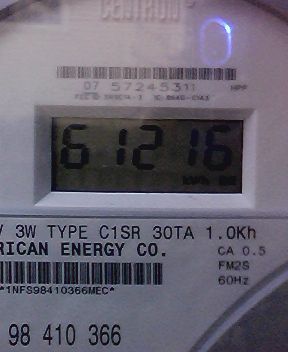 CENTRON
07 57245311
61216
kWh
V 3W TYPE C1SR 30TA 1.0Kh
RICAN ENERGY CO.
CA 0.5
FM2S
60Hz
*1NFS98410366MEC*
98 410 366